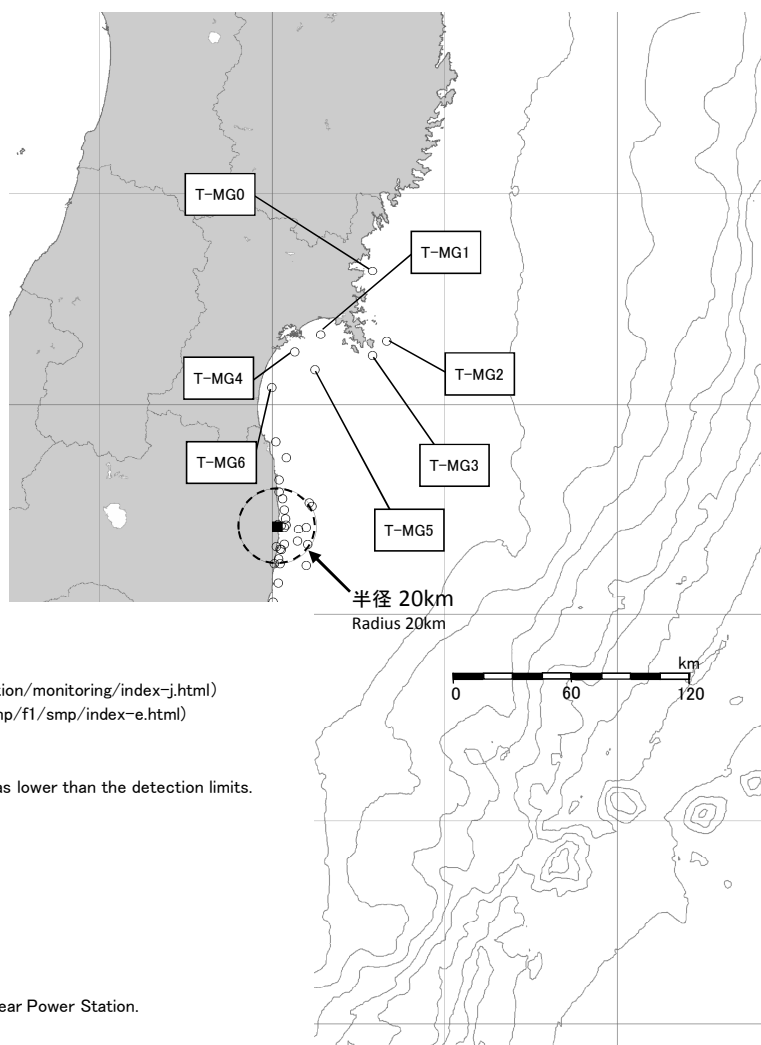 T-MG0
T-MG1
T-MG2
T-MG4
T-MG3
T-MG6
T-MG5
半径 20km
Radius 20km
km
0 60 120
ion/monitoring/index-j.html)
p/f1/smp/index-e.html)
as lower than the detection limits.
ear Power Station.